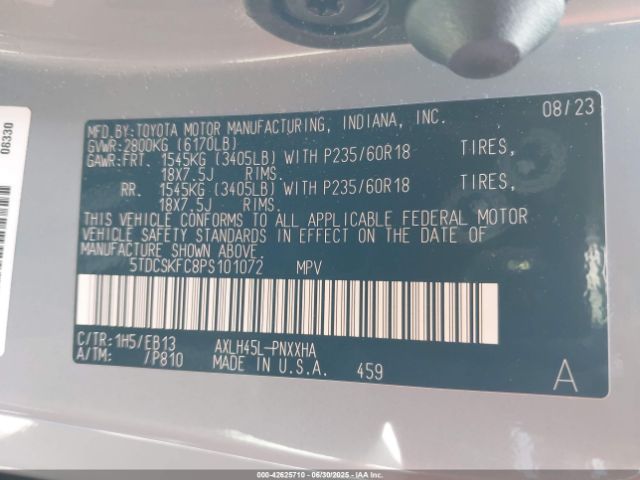 08330
08/23
MFD.BY:TOYOTA MOTOR MANUFACTURING, INDIANA, INC.
GVWR:2800KG (6170LB)
GAWR:FRT. 1545KG (3405LB) WITH P235/60R18 TIRES,
18X7.5J RIMS.
RR. 1545KG (3405LB) WITH P235/60R18 TIRES,
18X7.5J RIMS.
THIS VEHICLE CONFORMS TO ALL APPLICABLE FEDERAL MOTOR
VEHICLE SAFETY STANDARDS IN EFFECT ON THE DATE OF
MANUFACTURE SHOWN ABOVE.
5TDCSKFC8PS101072 MPV
C/TR:1H5/EB13 AXLH45L-PNXXHA
A/TM: /P810 MADE IN U.S.A. 459 A
000-42625710 - 06/30/2025 - IAA Inc.